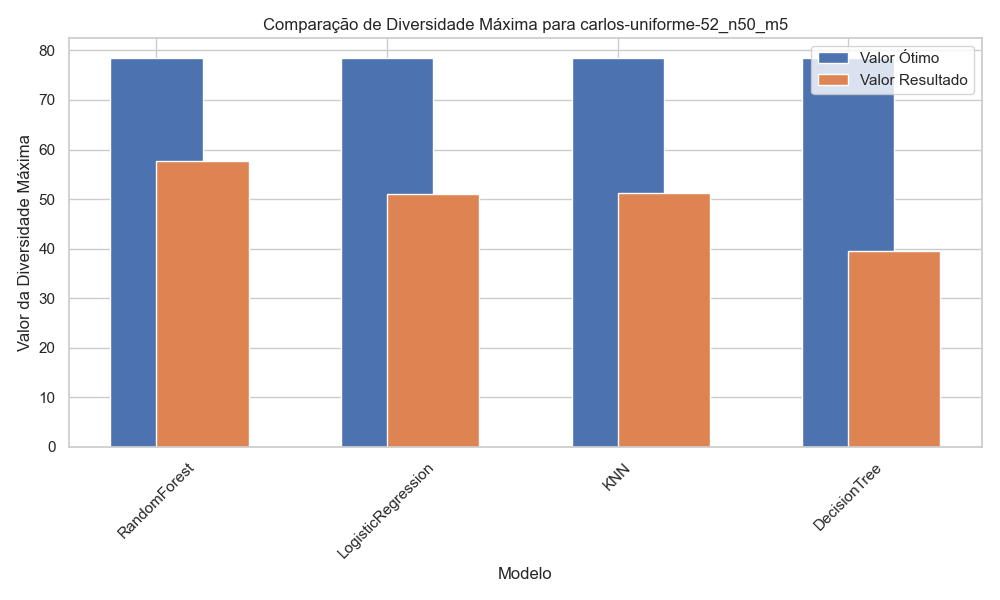 Comparação de Diversidade Máxima para carlos-uniforme-52_n50_m5
Valor Ótimo
Valor Resultado
Valor da Diversidade Máxima
80
70
60
50
40
30
20
10
0
RandomForest
LogisticRegression
KNN
DecisionTree
Modelo